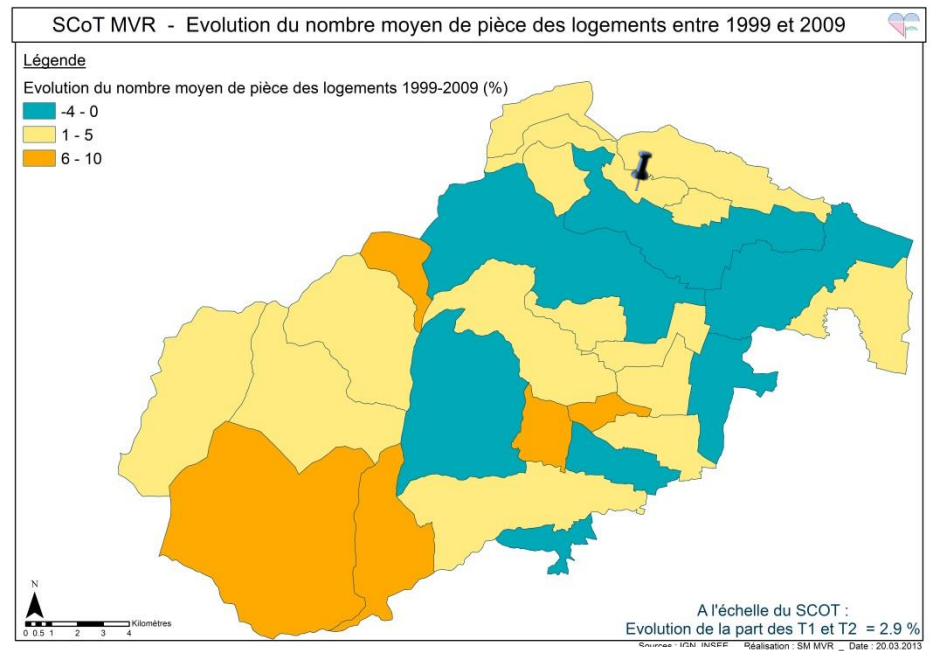 SCoT MVR - Evolution du nombre moyen de pièce des logements entre 1999 et 2009
Légende
Evolution du nombre moyen de pièce des logements 1999-2009 (%)
-4 - 0
1 - 5
6 - 10
N
0 0.5 1 2 3 4 Kilomètres
A l'échelle du SCOT :
Evolution de la part des T1 et T2 = 2.9 %
Sources : IGN, INSEE Réalisation : SM MVR _ Date : 20.03.2013